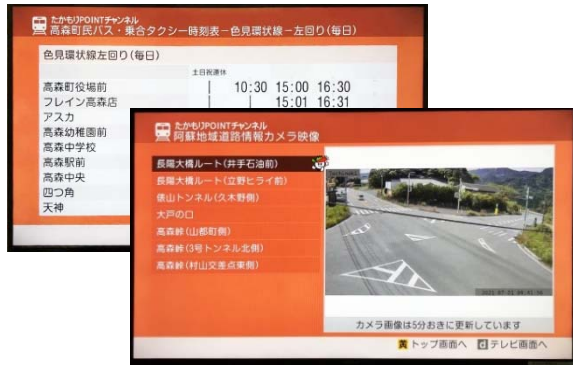 たかもりPOINTチャンネル
高森町民バス・乗合タクシー時刻表－色見環状線－左回り(毎日)
色見環状線左回り(毎日)
土日祝運休
高森町役場前 | 10:30 15:00 16:30
フレイン高森店 | 15:01 16:31
アスカ
高森幼稚園前
高森中学校
高森駅前
高森中央
四つ角
天神
たかもりPOINTチャンネル
阿蘇地域道路情報カメラ映像
長陽大橋ルート(井手石油前)
長陽大橋ルート(立野ヒライ前)
俵山トンネル(久木野側)
大戸の口
高森峠(山都町側)
高森峠(3号トンネル北側)
高森峠(村山交差点東側)
カメラ画像は5分おきに更新しています
黄 トップ画面へ d テレビ画面へ